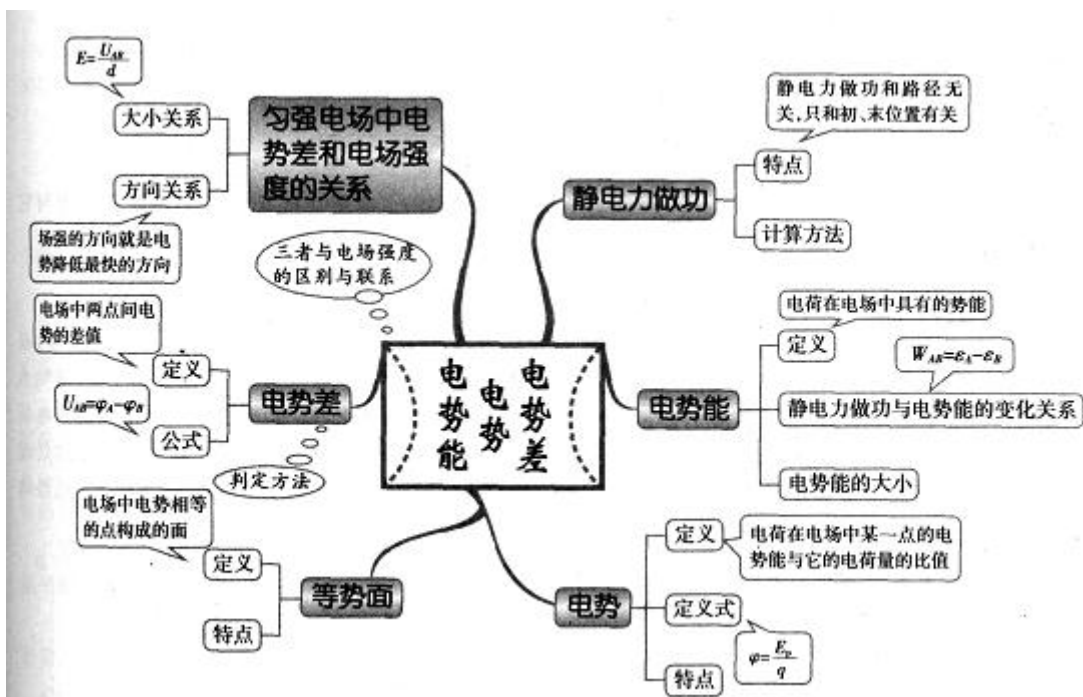 E=U_{AB}/d
大小关系
方向关系
场强的方向就是电
势降低最快的方向
匀强电场中电
势差和电场强
度的关系
三者与电场强度
的区别与联系
电场中两点间电
势的差值
定义
U_{AB}=φ_A-φ_B
公式
电势差
判定方法
电场中电势相等
的点构成的面
定义
特点
等势面
电势能
电势
电势差
静电力做功和路径无
关,只和初、末位置有关
特点
静电力做功
计算方法
电荷在电场中具有的势能
定义
W_{AB}=ε_A-ε_B
电势能
静电力做功与电势能的变化关系
电势能的大小
定义
电荷在电场中某一点的电
势能与它的电荷量的比值
电势
定义式
φ=E_p/q
特点